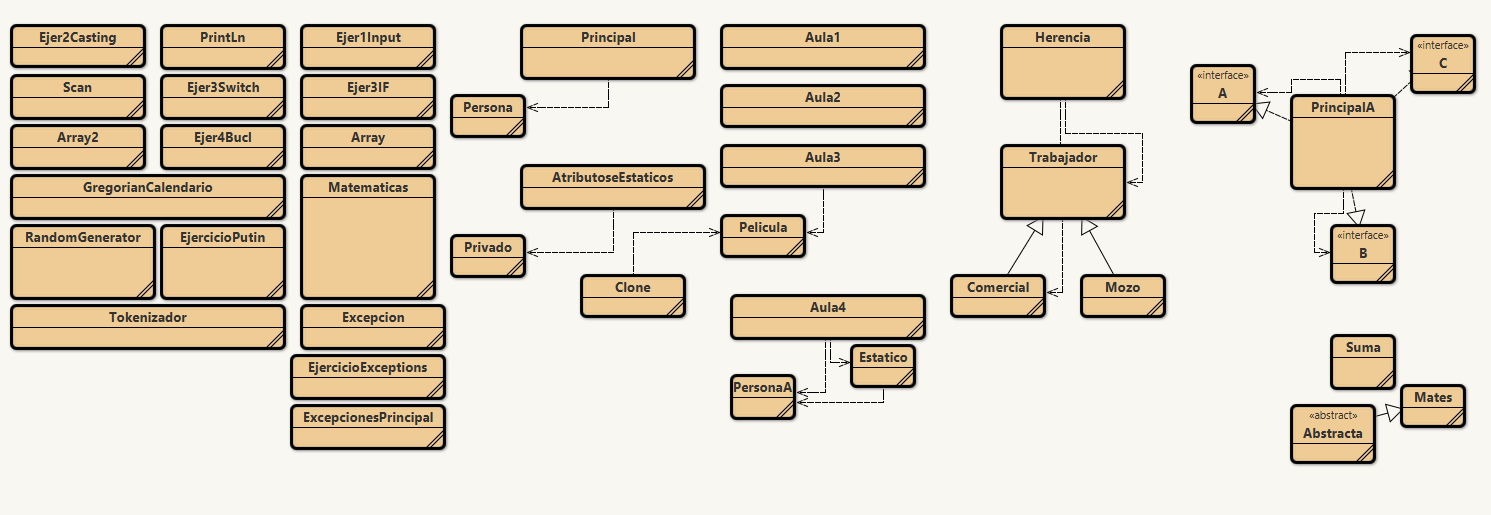 Ejer2Casting
PrintLn
Ejer1Input
Scan
Ejer3Switch
Ejer3IF
Array2
Ejer4Bucl
Array
GregorianCalendario
Matematicas
RandomGenerator
EjercicioPutin
Tokenizador
Excepcion
EjercicioExceptions
ExcepcionesPrincipal
Principal
Persona
AtributoseEstaticos
Privado
Clone
Aula1
Aula2
Aula3
Pelicula
Aula4
Estatico
PersonaA
Herencia
Trabajador
Comercial
Mozo
«interface»
C
«interface»
A
PrincipalA
«interface»
B
Suma
Mates
«abstract»
Abstracta